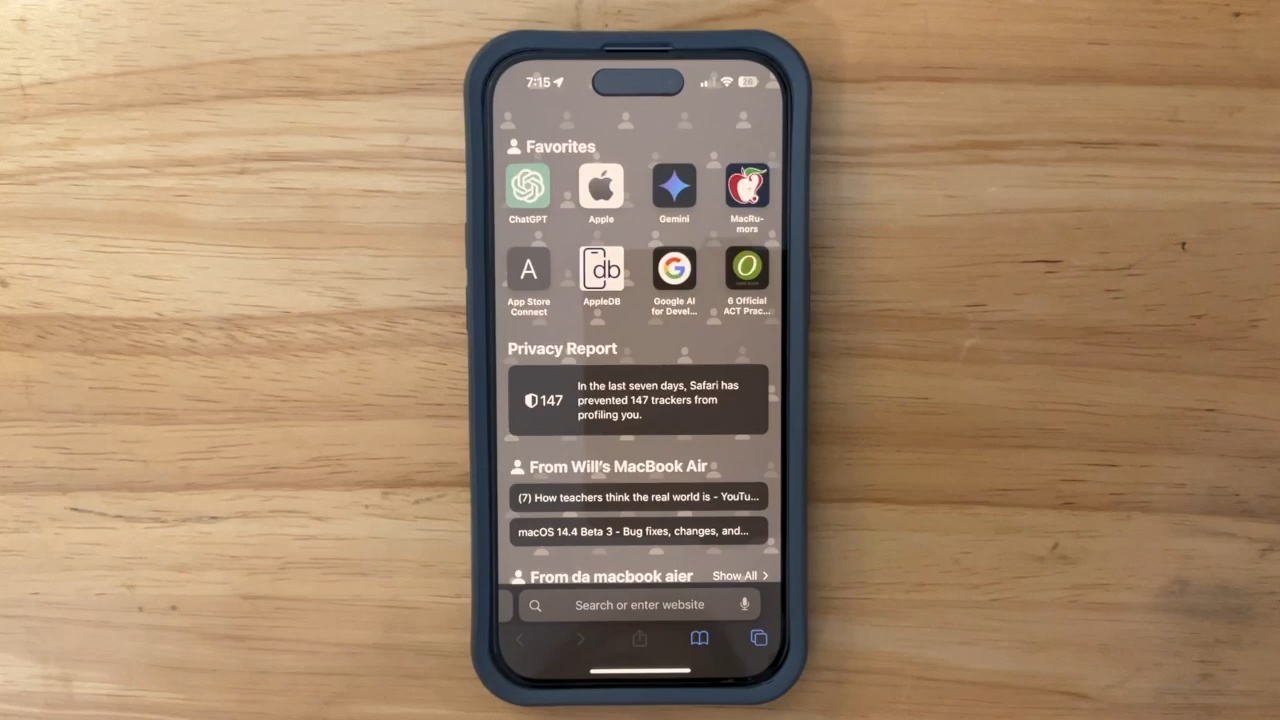 7:15
26
Favorites
ChatGPT
Apple
Gemini
MacRu-
mors
A
db
G
O
App Store
Connect
AppleDB
Google AI
for Devel...
6 Official
ACT Prac...
Privacy Report
147
In the last seven days, Safari has
prevented 147 trackers from
profiling you.
From Will's MacBook Air
(7) How teachers think the real world is - YouTu...
macOS 14.4 Beta 3 - Bug fixes, changes, and...
From da macbook aier
Show All >
Search or enter website